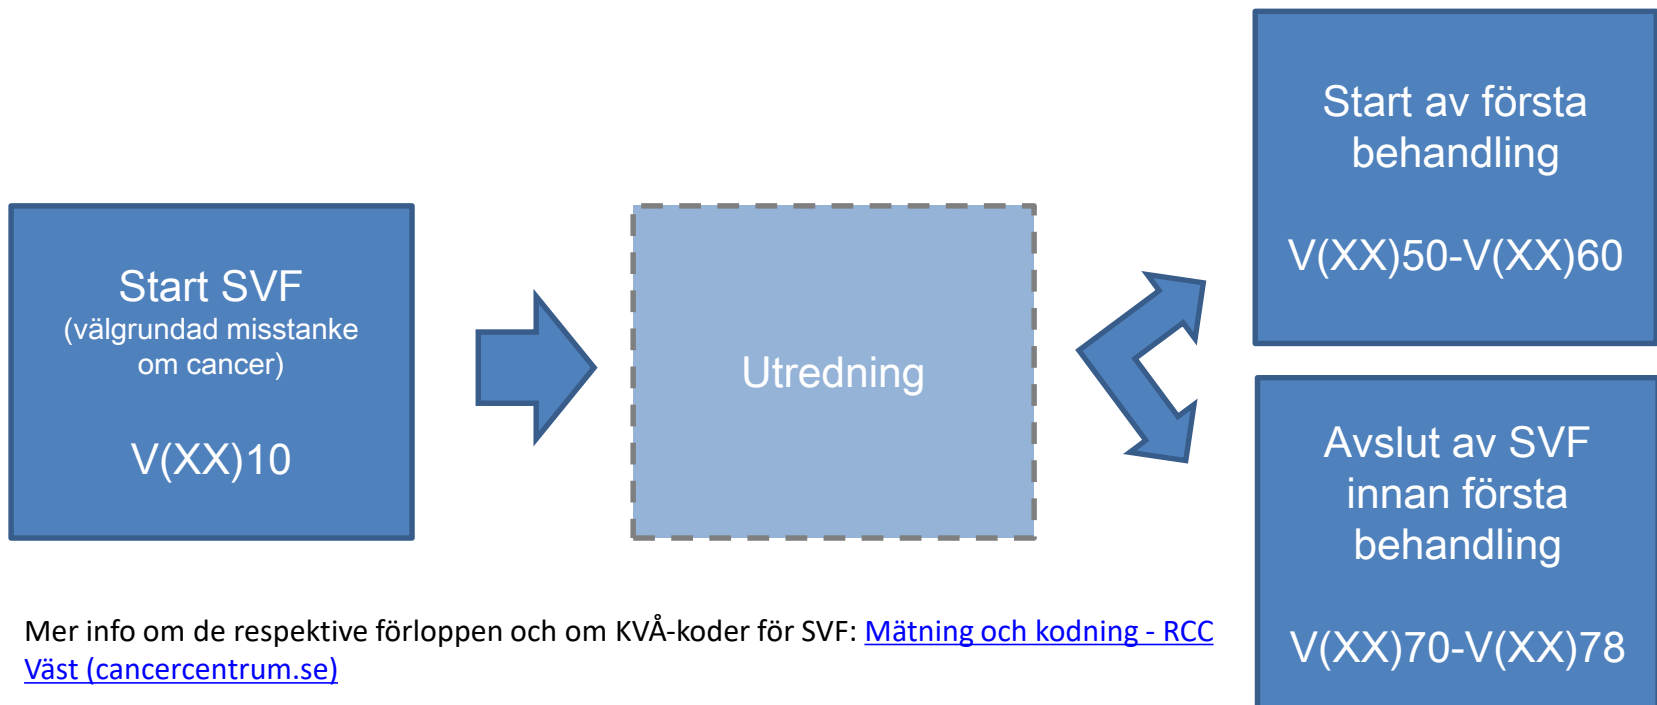 Start SVF
(välgrundad misstanke
om cancer)
V(XX)10
Utredning
Start av första
behandling
V(XX)50-V(XX)60
Avslut av SVF
innan första
behandling
V(XX)70-V(XX)78
Mer info om de respektive förloppen och om KVÅ-koder för SVF: Mätning och kodning - RCC
Väst (cancercentrum.se)